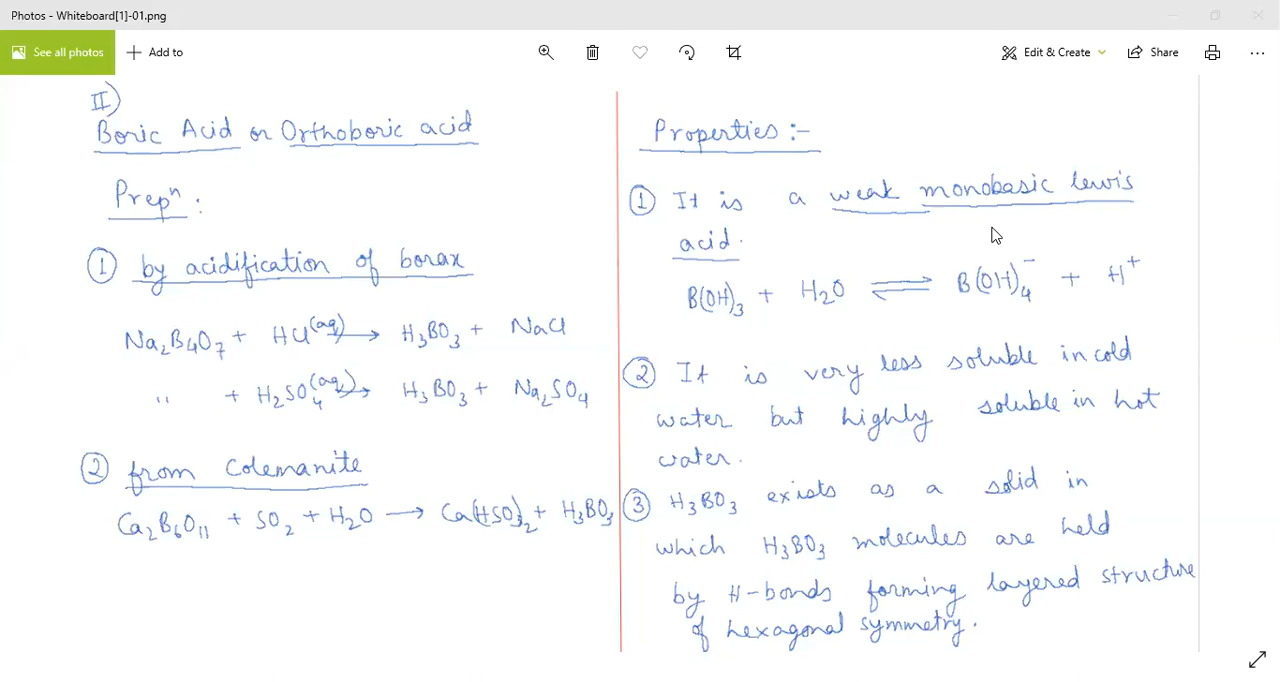 Photos - Whiteboard[1]-01.png
See all photos
Add to
Edit & Create
Share
II)
Boric Acid or Orthoboric acid
Prepⁿ :
① by acidification of borax
Na₂B₄O₇ + HCl(aq) → H₃BO₃ + NaCl
" + H₂SO₄(aq) → H₃BO₃ + Na₂SO₄
② from Colemanite
Ca₂B₆O₁₁ + SO₂ + H₂O → Ca(HSO₃)₂ + H₃BO₃
Properties :-
① It is a weak monobasic lewis
acid.
B(OH)₃ + H₂O ⇌ B(OH)₄⁻ + H⁺
② It is very less soluble in cold
water but highly soluble in hot
water.
③ H₃BO₃ exists as a solid in
which H₃BO₃ molecules are held
by H-bonds forming layered structure
of hexagonal symmetry.